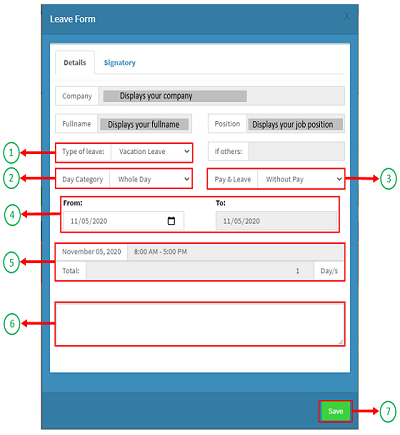 Leave Form X
Details Signatory
Company Displays your company
Fullname Displays your fullname Position Displays your job position
1 Type of leave: Vacation Leave If others:
2 Day Category Whole Day Pay & Leave Without Pay 3
From: To:
4 11/05/2020 11/05/2020
November 05, 2020 8:00 AM - 5:00 PM
5
Total: 1 Day/s
6
Save 7